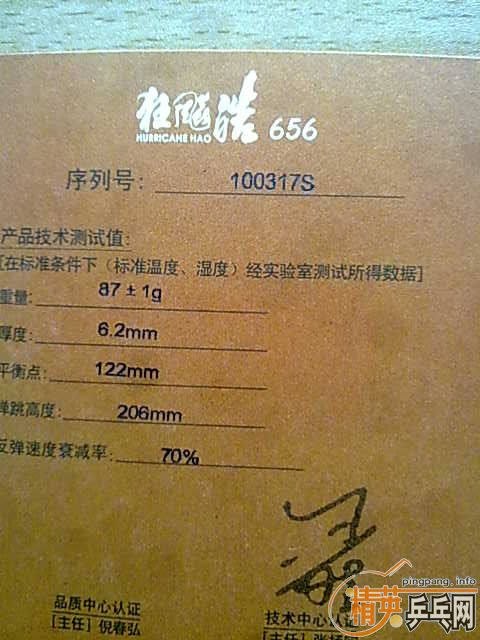 狂飚浩 656
HURRICANE HAO
序列号: 100317S
产品技术测试值:
[在标准条件下（标准温度、湿度）经实验室测试所得数据]
重量: 87±1g
厚度: 6.2mm
平衡点: 122mm
弹跳高度: 206mm
反弹速度衰减率: 70%
品质中心认证
[主任] 倪春弘
技术中心认证
[主任]
pingpang.info
精英乒乓网